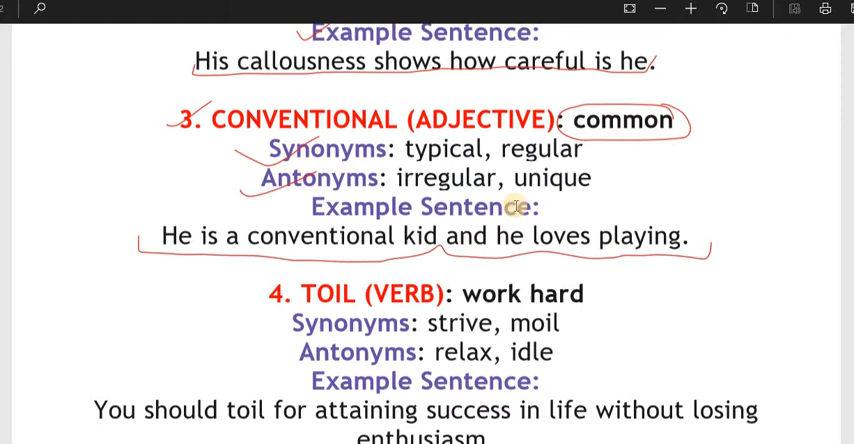 Example Sentence:
His callousness shows how careful is he.
3. CONVENTIONAL (ADJECTIVE): common
Synonyms: typical, regular
Antonyms: irregular, unique
Example Sentence:
He is a conventional kid and he loves playing.
4. TOIL (VERB): work hard
Synonyms: strive, moil
Antonyms: relax, idle
Example Sentence:
You should toil for attaining success in life without losing
enthusiasm